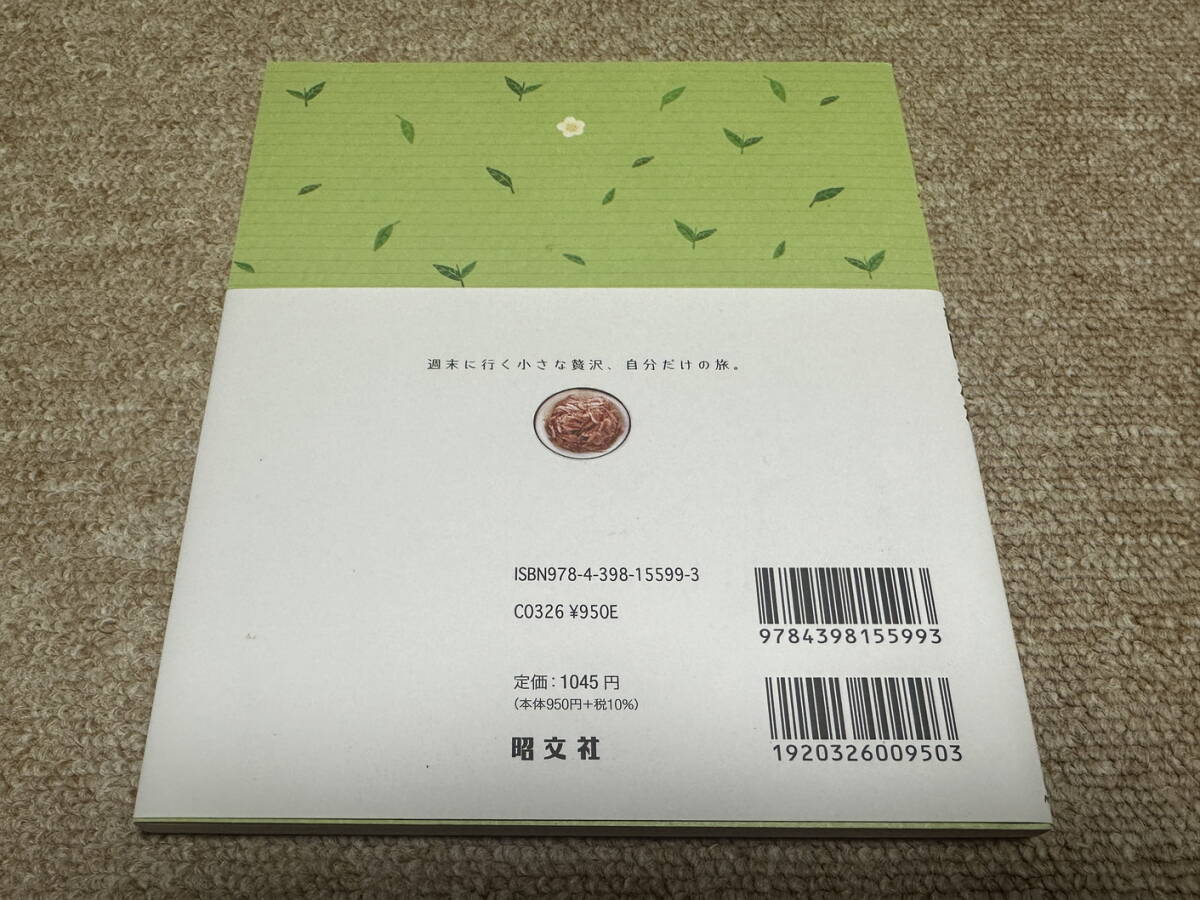 週末に行く小さな贅沢、自分だけの旅。
ISBN978-4-398-15599-3
C0326 ¥950E
9784398155993
定価：1045円
（本体950円＋税10%）
昭文社
1920326009503